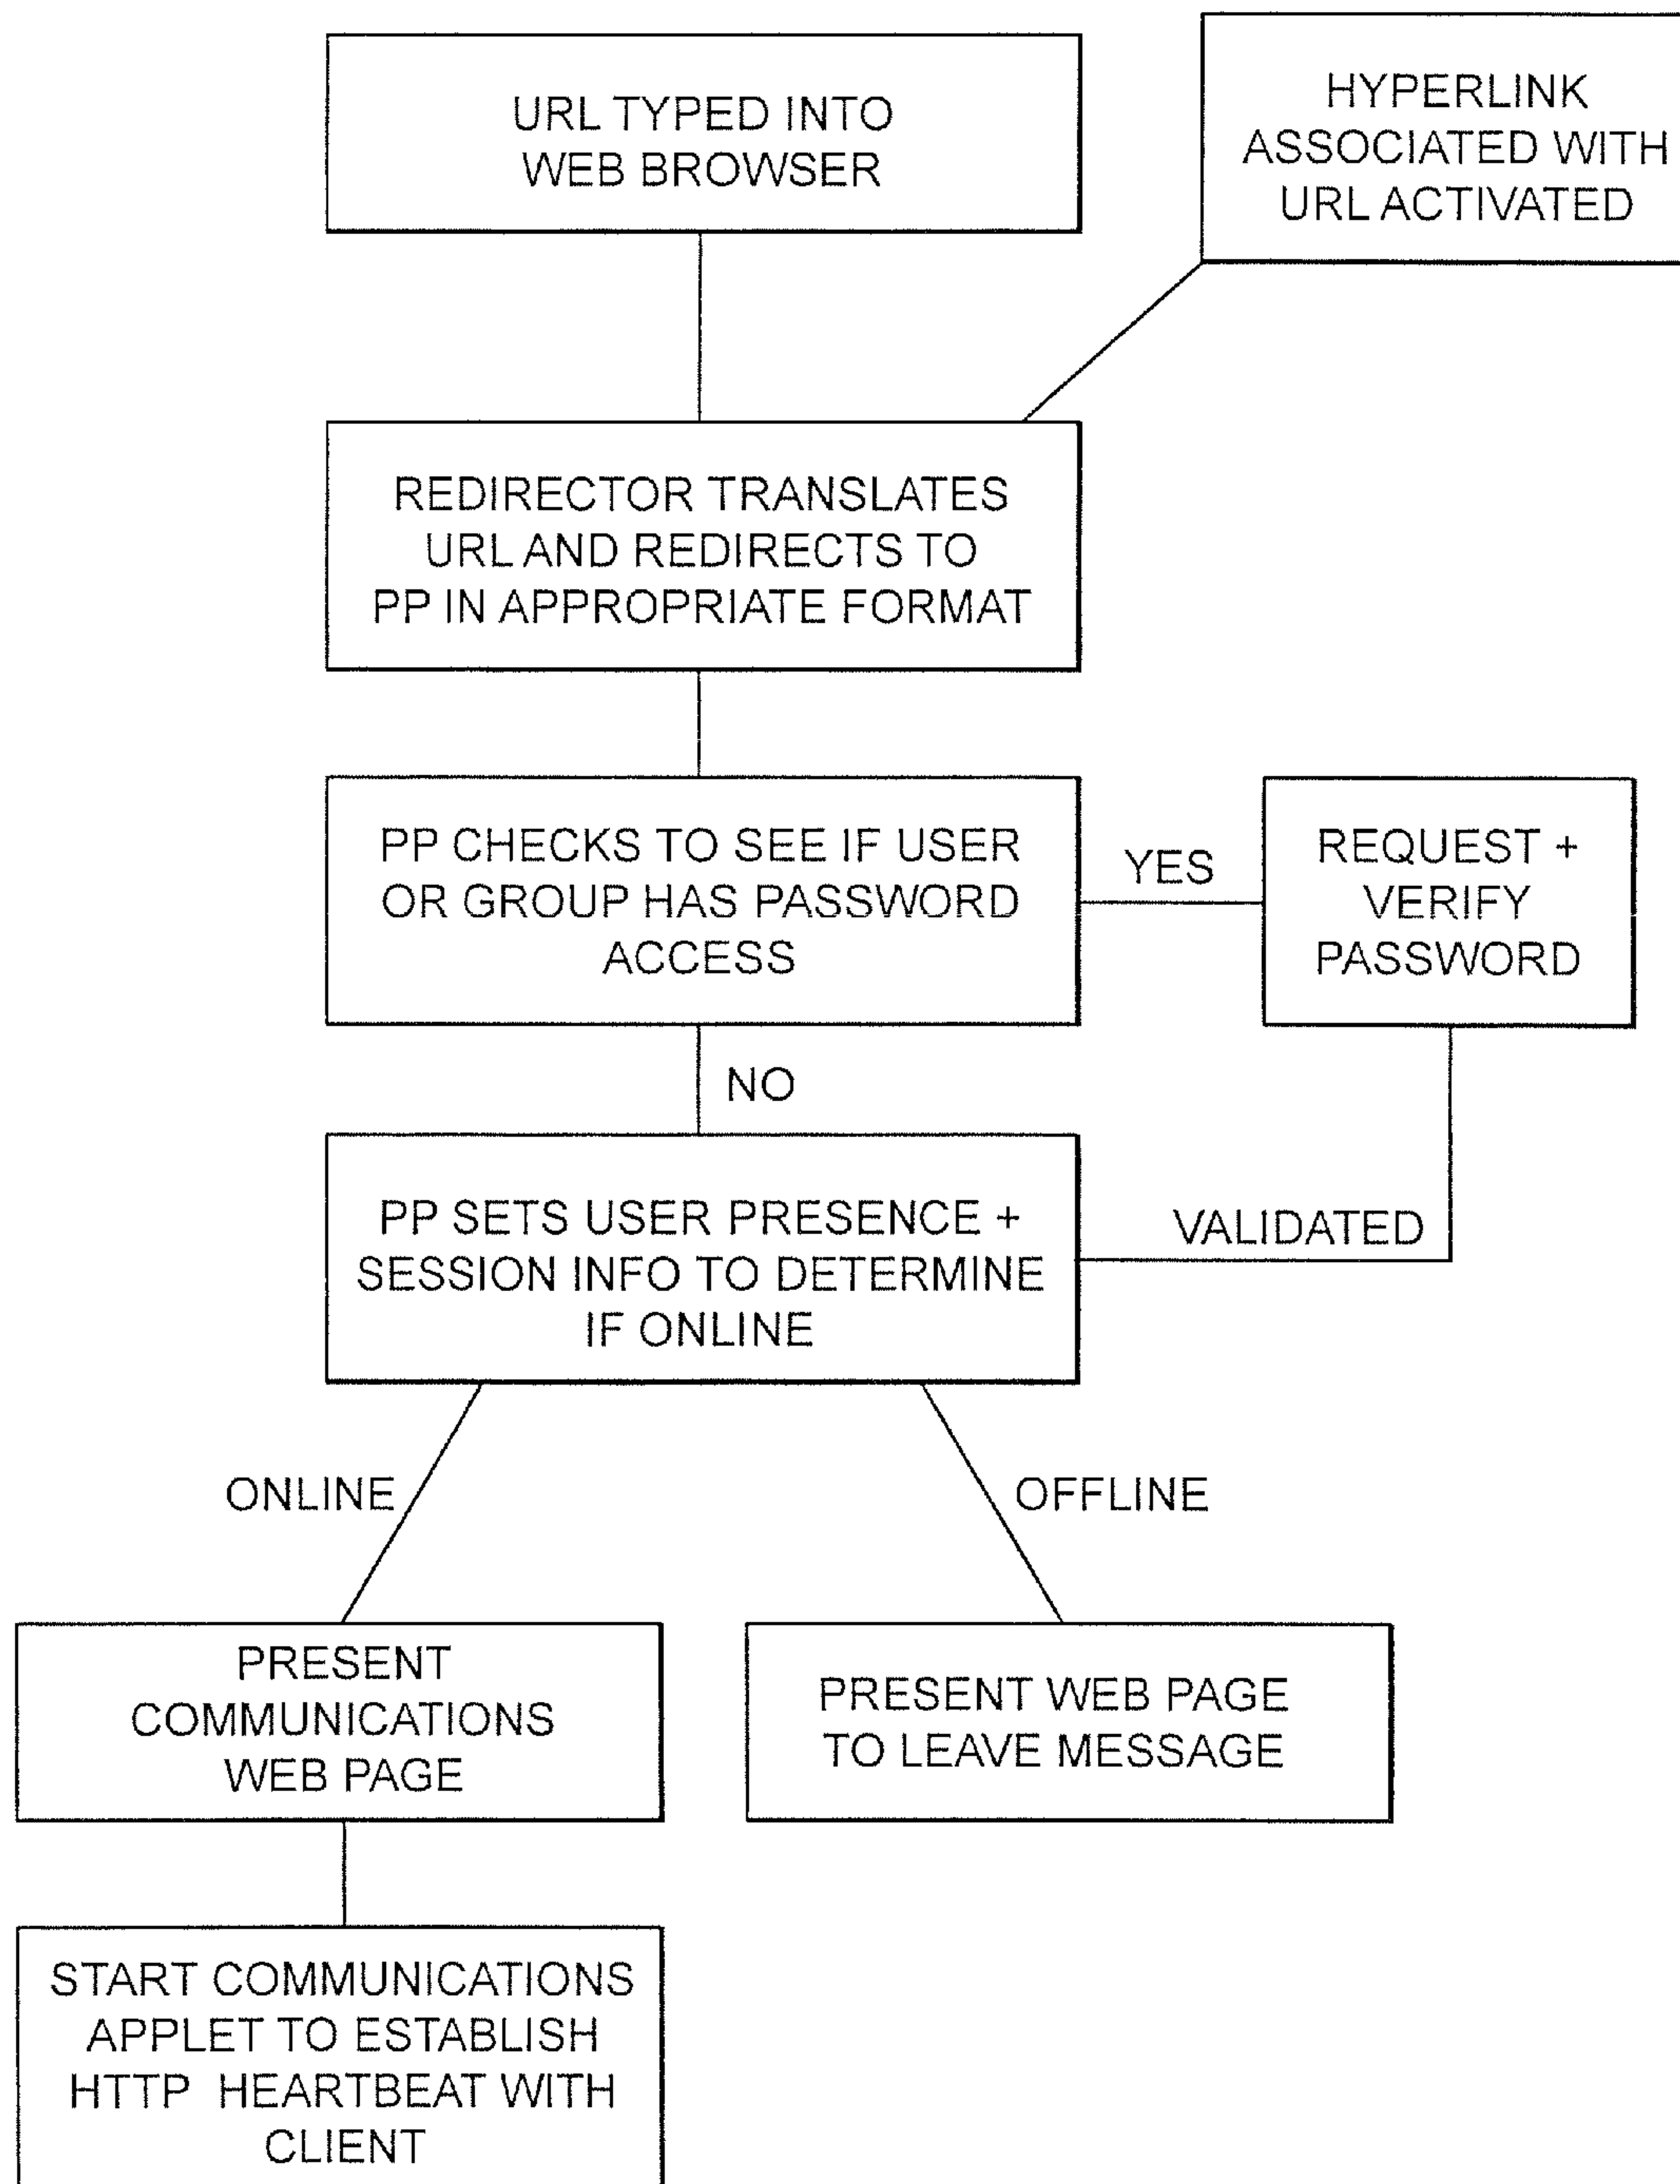 URL TYPED INTO
WEB BROWSER
HYPERLINK
ASSOCIATED WITH
URL ACTIVATED
REDIRECTOR TRANSLATES
URL AND REDIRECTS TO
PP IN APPROPRIATE FORMAT
PP CHECKS TO SEE IF USER
OR GROUP HAS PASSWORD
ACCESS
YES
REQUEST +
VERIFY
PASSWORD
NO
PP SETS USER PRESENCE +
SESSION INFO TO DETERMINE
IF ONLINE
VALIDATED
ONLINE
OFFLINE
PRESENT
COMMUNICATIONS
WEB PAGE
PRESENT WEB PAGE
TO LEAVE MESSAGE
START COMMUNICATIONS
APPLET TO ESTABLISH
HTTP HEARTBEAT WITH
CLIENT